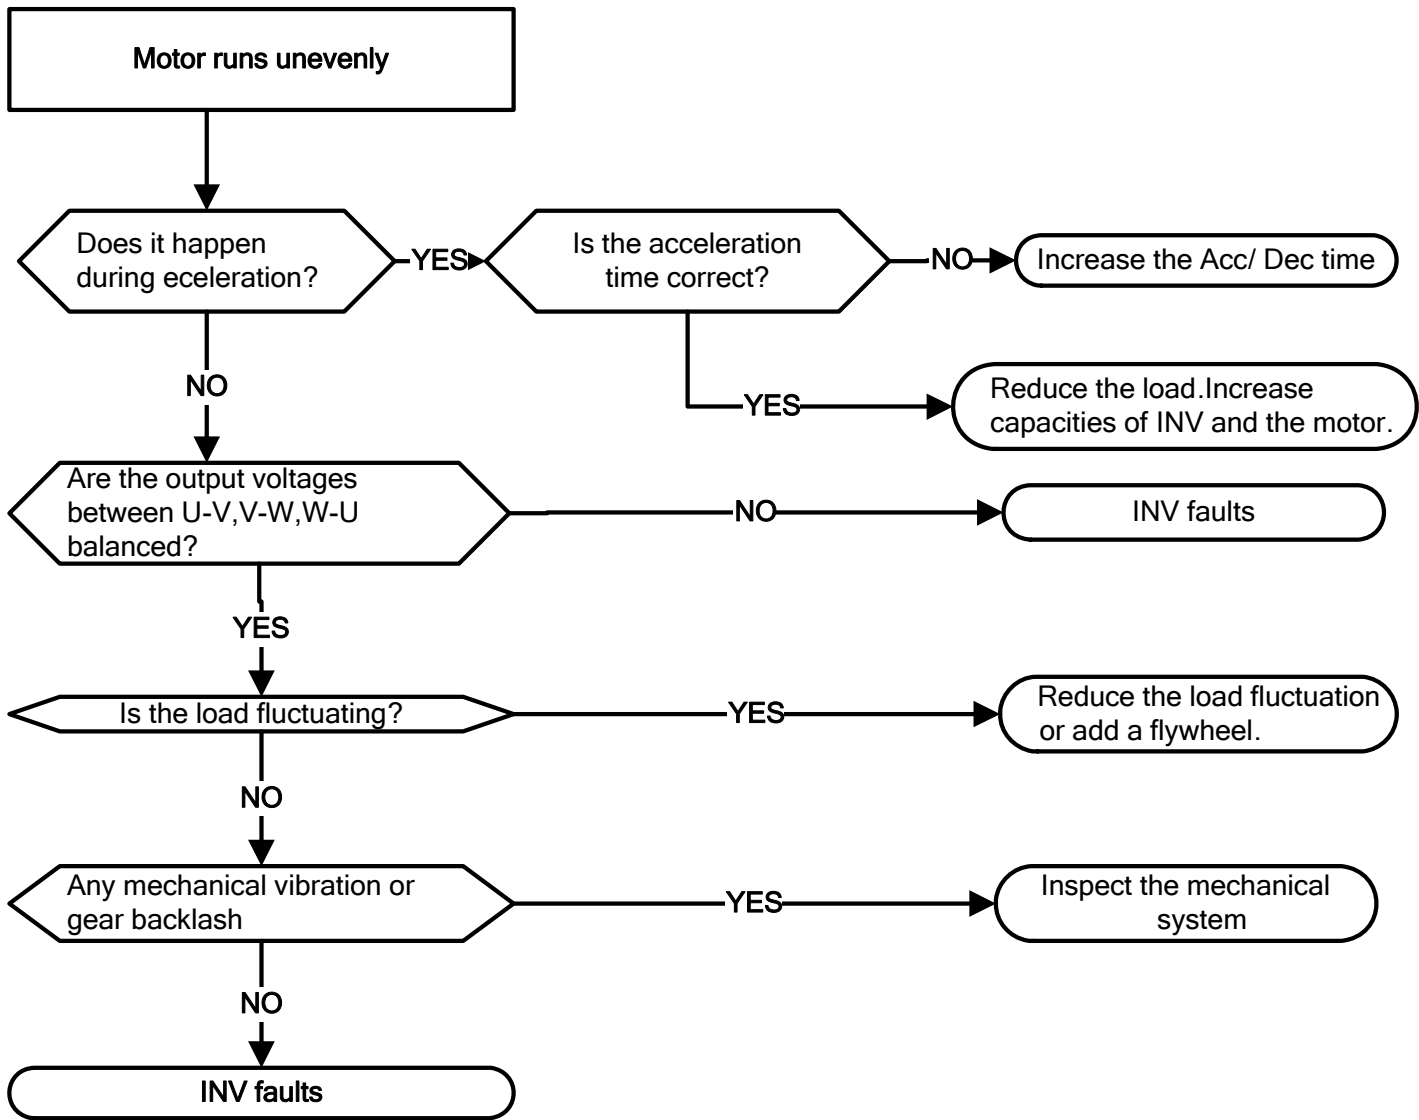 Motor runs unevenly
Does it happen
during eceleration?
YES
Is the acceleration
time correct?
NO
Increase the Acc/ Dec time
NO
YES
Reduce the load.Increase
capacities of INV and the motor.
Are the output voltages
between U-V,V-W,W-U
balanced?
NO
INV faults
YES
Is the load fluctuating?
YES
Reduce the load fluctuation
or add a flywheel.
NO
Any mechanical vibration or
gear backlash
YES
Inspect the mechanical
system
NO
INV faults